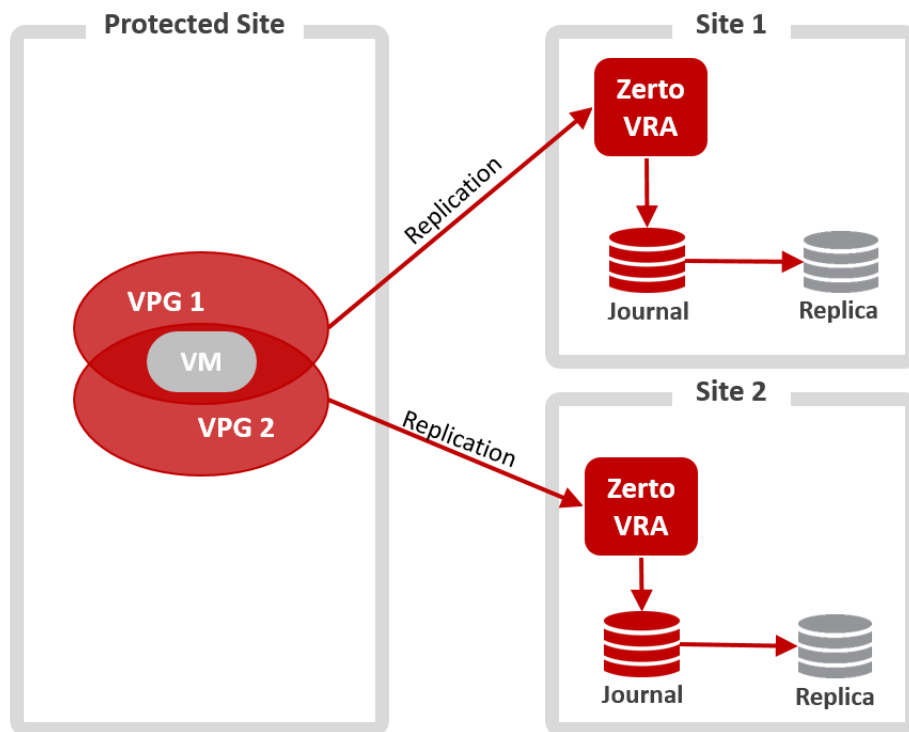 Protected Site
VPG 1
VM
VPG 2
Replication
Replication
Site 1
Zerto
VRA
Journal
Replica
Site 2
Zerto
VRA
Journal
Replica